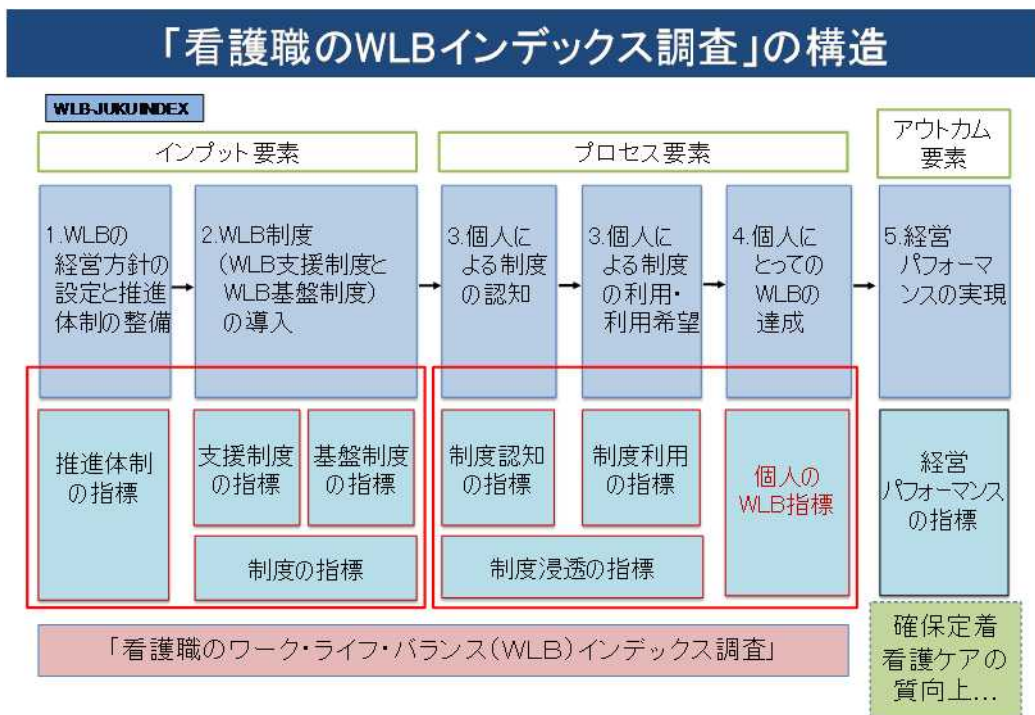 「看護職のWLBインデックス調査」の構造
WLB-JUKU INDEX
インプット要素
プロセス要素
アウトカム
要素
1.WLBの
経営方針の
設定と推進
体制の整備
2.WLB制度
（WLB支援制度と
WLB基盤制度）
の導入
3.個人に
よる制度
の認知
3.個人に
よる制度
の利用・
利用希望
4.個人に
とっての
WLBの
達成
5.経営
パフォーマ
ンスの実現
推進体制
の指標
支援制度
の指標
基盤制度
の指標
制度の指標
制度認知
の指標
制度利用
の指標
制度浸透の指標
個人の
WLB指標
経営
パフォーマンス
の指標
「看護職のワーク・ライフ・バランス（WLB）インデックス調査」
確保定着
看護ケアの
質向上…